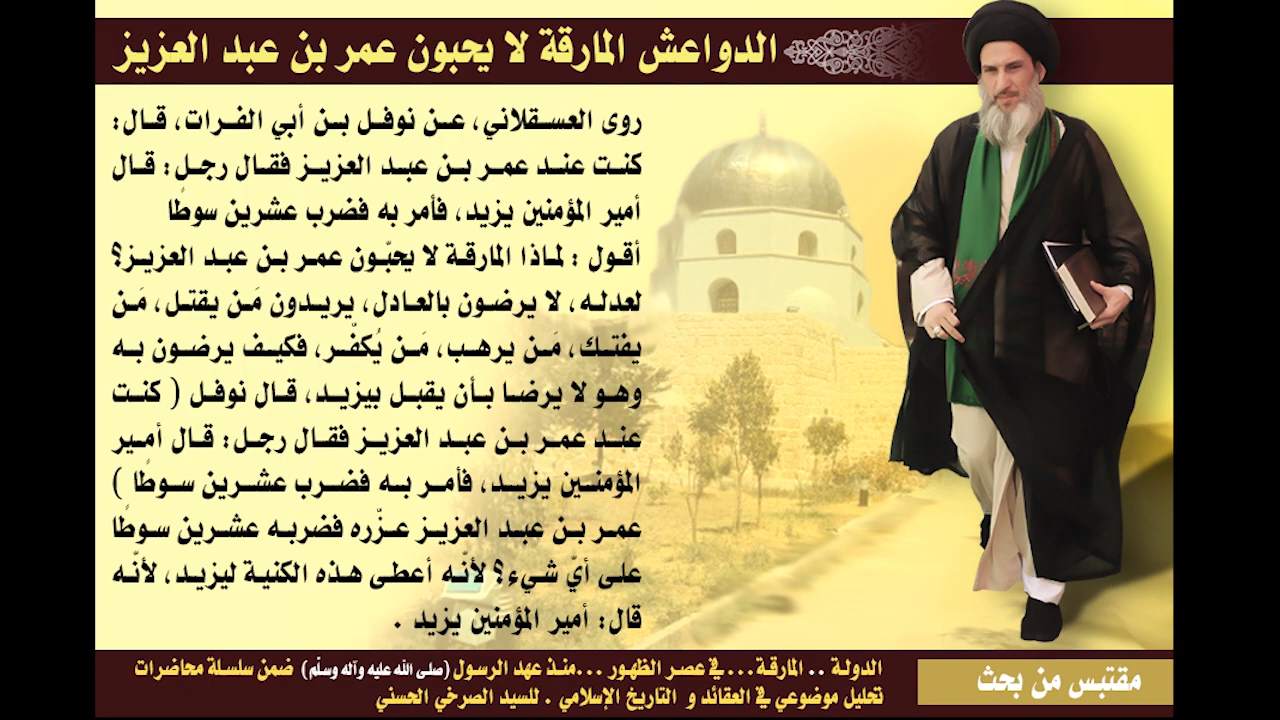 الدواعش المارقة لا يحبون عمر بن عبد العزيز
روى العسقلاني، عن نوفل بن أبي الفرات، قال:
كنت عند عمر بن عبد العزيز فقال رجل: قال
أمير المؤمنين يزيد، فأمر به فضرب عشرين سوطًا
أقول : لماذا المارقة لا يحبّون عمر بن عبد العزيز؟
لعدله، لا يرضون بالعادل، يريدون مَن يقتل، مَن
يفتك، مَن يرهب، مَن يُكفّر، فكيف يرضون به
وهو لا يرضا بأن يقبل بيزيد، قال نوفل ( كنت
عند عمر بن عبد العزيز فقال رجل: قال أمير
المؤمنين يزيد، فأمر به فضرب عشرين سوطًا )
عمر بن عبد العزيز عزّره فضربه عشرين سوطًا
على أيّ شيء؟ لأنّه أعطى هذه الكنية ليزيد، لأنّه
قال: أمير المؤمنين يزيد .
مقتبس من بحث
الدولة .. المارقة...في عصر الظهور ...منذ عهد الرسول (صلى الله عليه وآله وسلّم) ضمن سلسلة محاضرات
تحليل موضوعي في العقائد و التاريخ الإسلامي . للسيد الصرخي الحسني